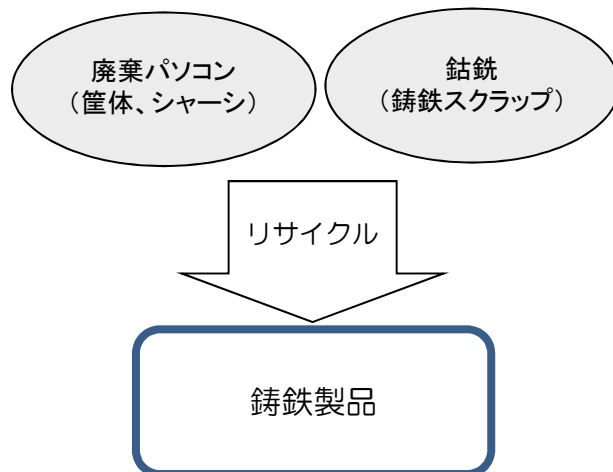 廃棄パソコン
（筐体、シャーシ）
鈷銑
（鋳鉄スクラップ）
リサイクル
鋳鉄製品